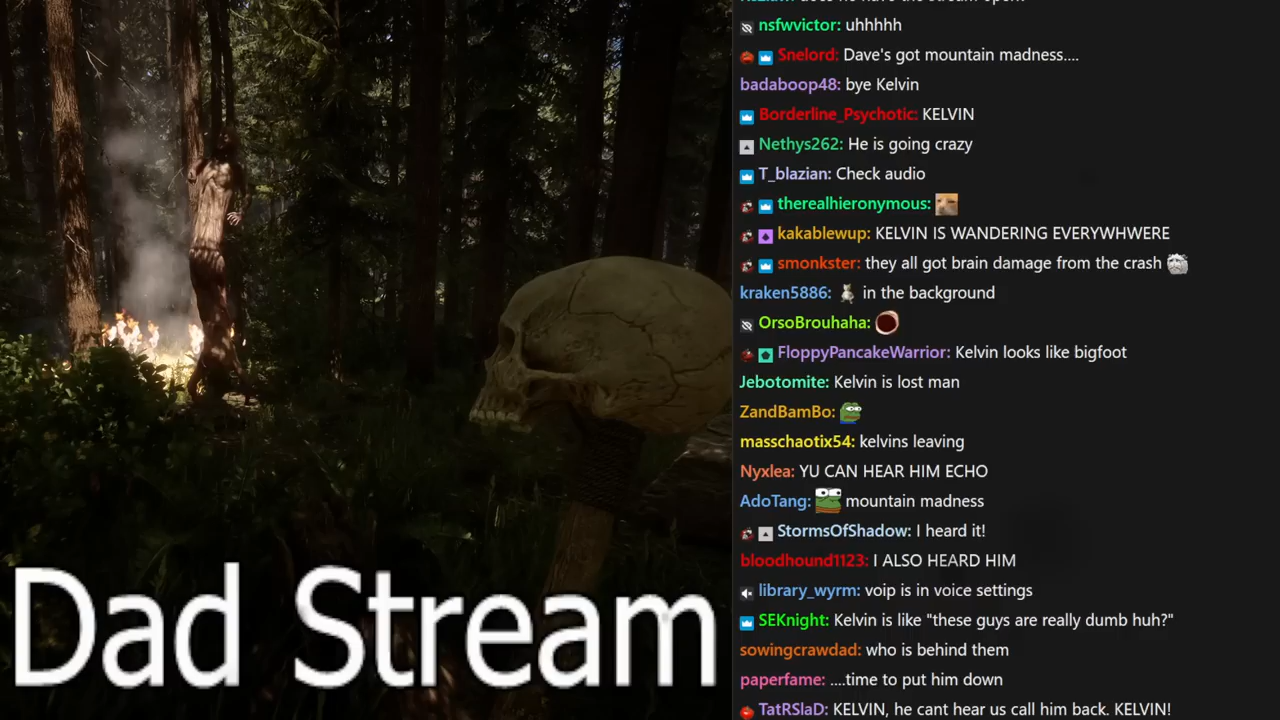 nsfwvictor: uhhhhh
Snelord: Dave's got mountain madness....
badaboop48: bye Kelvin
Borderline_Psychotic: KELVIN
Nethys262: He is going crazy
T_blazian: Check audio
therealhieronymous:
kakablewup: KELVIN IS WANDERING EVERYWHWERE
smonkster: they all got brain damage from the crash
kraken5886: in the background
OrsoBrouhaha:
FloppyPancakeWarrior: Kelvin looks like bigfoot
Jebotomite: Kelvin is lost man
ZandBamBo:
masschaotix54: kelvins leaving
Nyxlea: YU CAN HEAR HIM ECHO
AdoTang: mountain madness
StormsOfShadow: I heard it!
bloodhound1123: I ALSO HEARD HIM
library_wyrm: voip is in voice settings
SEKnight: Kelvin is like "these guys are really dumb huh?"
sowingcrawdad: who is behind them
paperfame: ....time to put him down
TatRSlaD: KELVIN, he cant hear us call him back. KELVIN!
Dad Stream